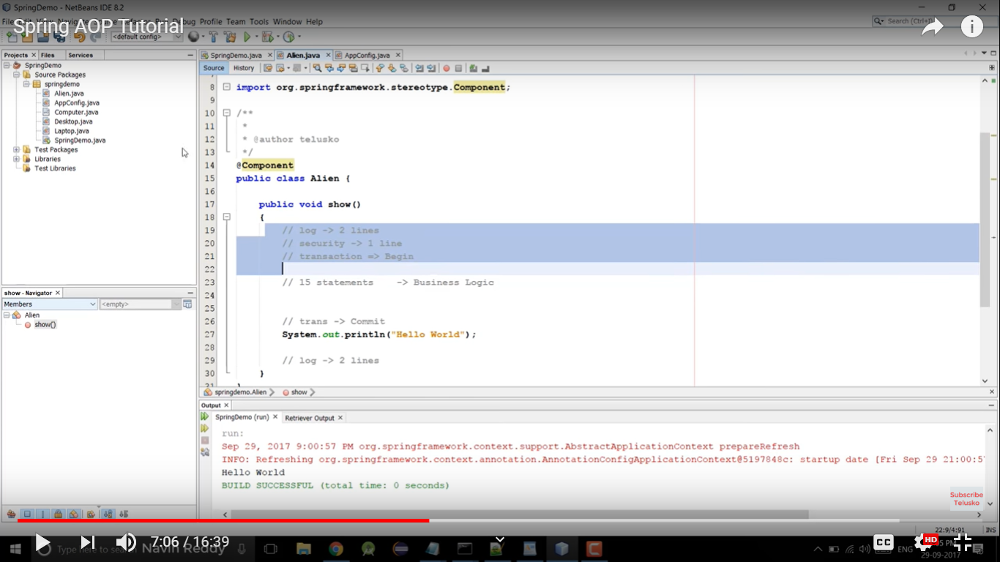 SpringDemo - NetBeans IDE 8.2
Spring AOP Tutorial
Debug Profile Team Tools Window Help
Search (Ctrl+I)
<default config>
Projects Files Services
SpringDemo
Source Packages
springdemo
Alien.java
AppConfig.java
Computer.java
Desktop.java
Laptop.java
SpringDemo.java
Test Packages
Libraries
Test Libraries
SpringDemo.java Alien.java AppConfig.java
Source History
8 import org.springframework.stereotype.Component;
9
10 /**
11 *
12 * @author telusko
13 */
14 @Component
15 public class Alien {
16
17 public void show()
18 {
19 // log -> 2 lines
20 // security -> 1 line
21 // transaction => Begin
22
23 // 15 statements -> Business Logic
24
25
26 // trans -> Commit
27 System.out.println("Hello World");
28
29 // log -> 2 lines
30 }
31 }
springdemo.Alien show
show - Navigator
Members <empty>
Alien
show()
Output
SpringDemo (run) Retriever Output
run:
Sep 29, 2017 9:00:57 PM org.springframework.context.support.AbstractApplicationContext prepareRefresh
INFO: Refreshing org.springframework.context.annotation.AnnotationConfigApplicationContext@5197848c: startup date [Fri Sep 29 21:00:57
Hello World
BUILD SUCCESSFUL (total time: 0 seconds)
Subscribe
Telusko
22:9/4:91 INS
7:06 / 16:39
Type here to sea
Navin Reddy
CC
HD
ENG
PM
29-09-2017